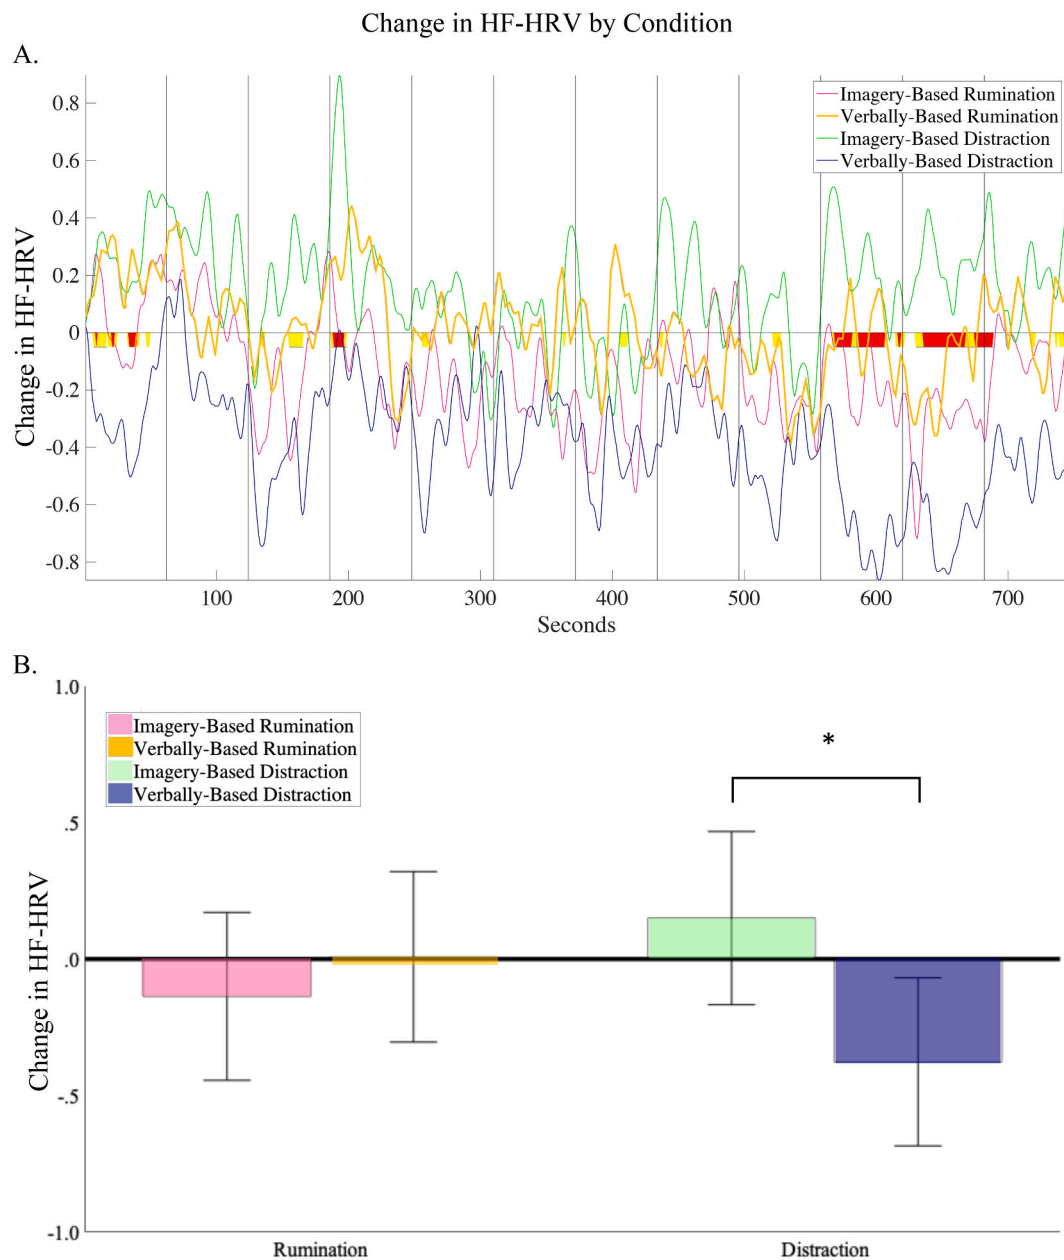 Change in HF-HRV by Condition
A.
Change in HF-HRV
0.8
0.6
0.4
0.2
0
-0.2
-0.4
-0.6
-0.8
Imagery-Based Rumination
Verbally-Based Rumination
Imagery-Based Distraction
Verbally-Based Distraction
100 200 300 400 500 600 700
Seconds
B.
Change in HF-HRV
1.0
.5
.0
-.5
-1.0
Imagery-Based Rumination
Verbally-Based Rumination
Imagery-Based Distraction
Verbally-Based Distraction
*
Rumination Distraction